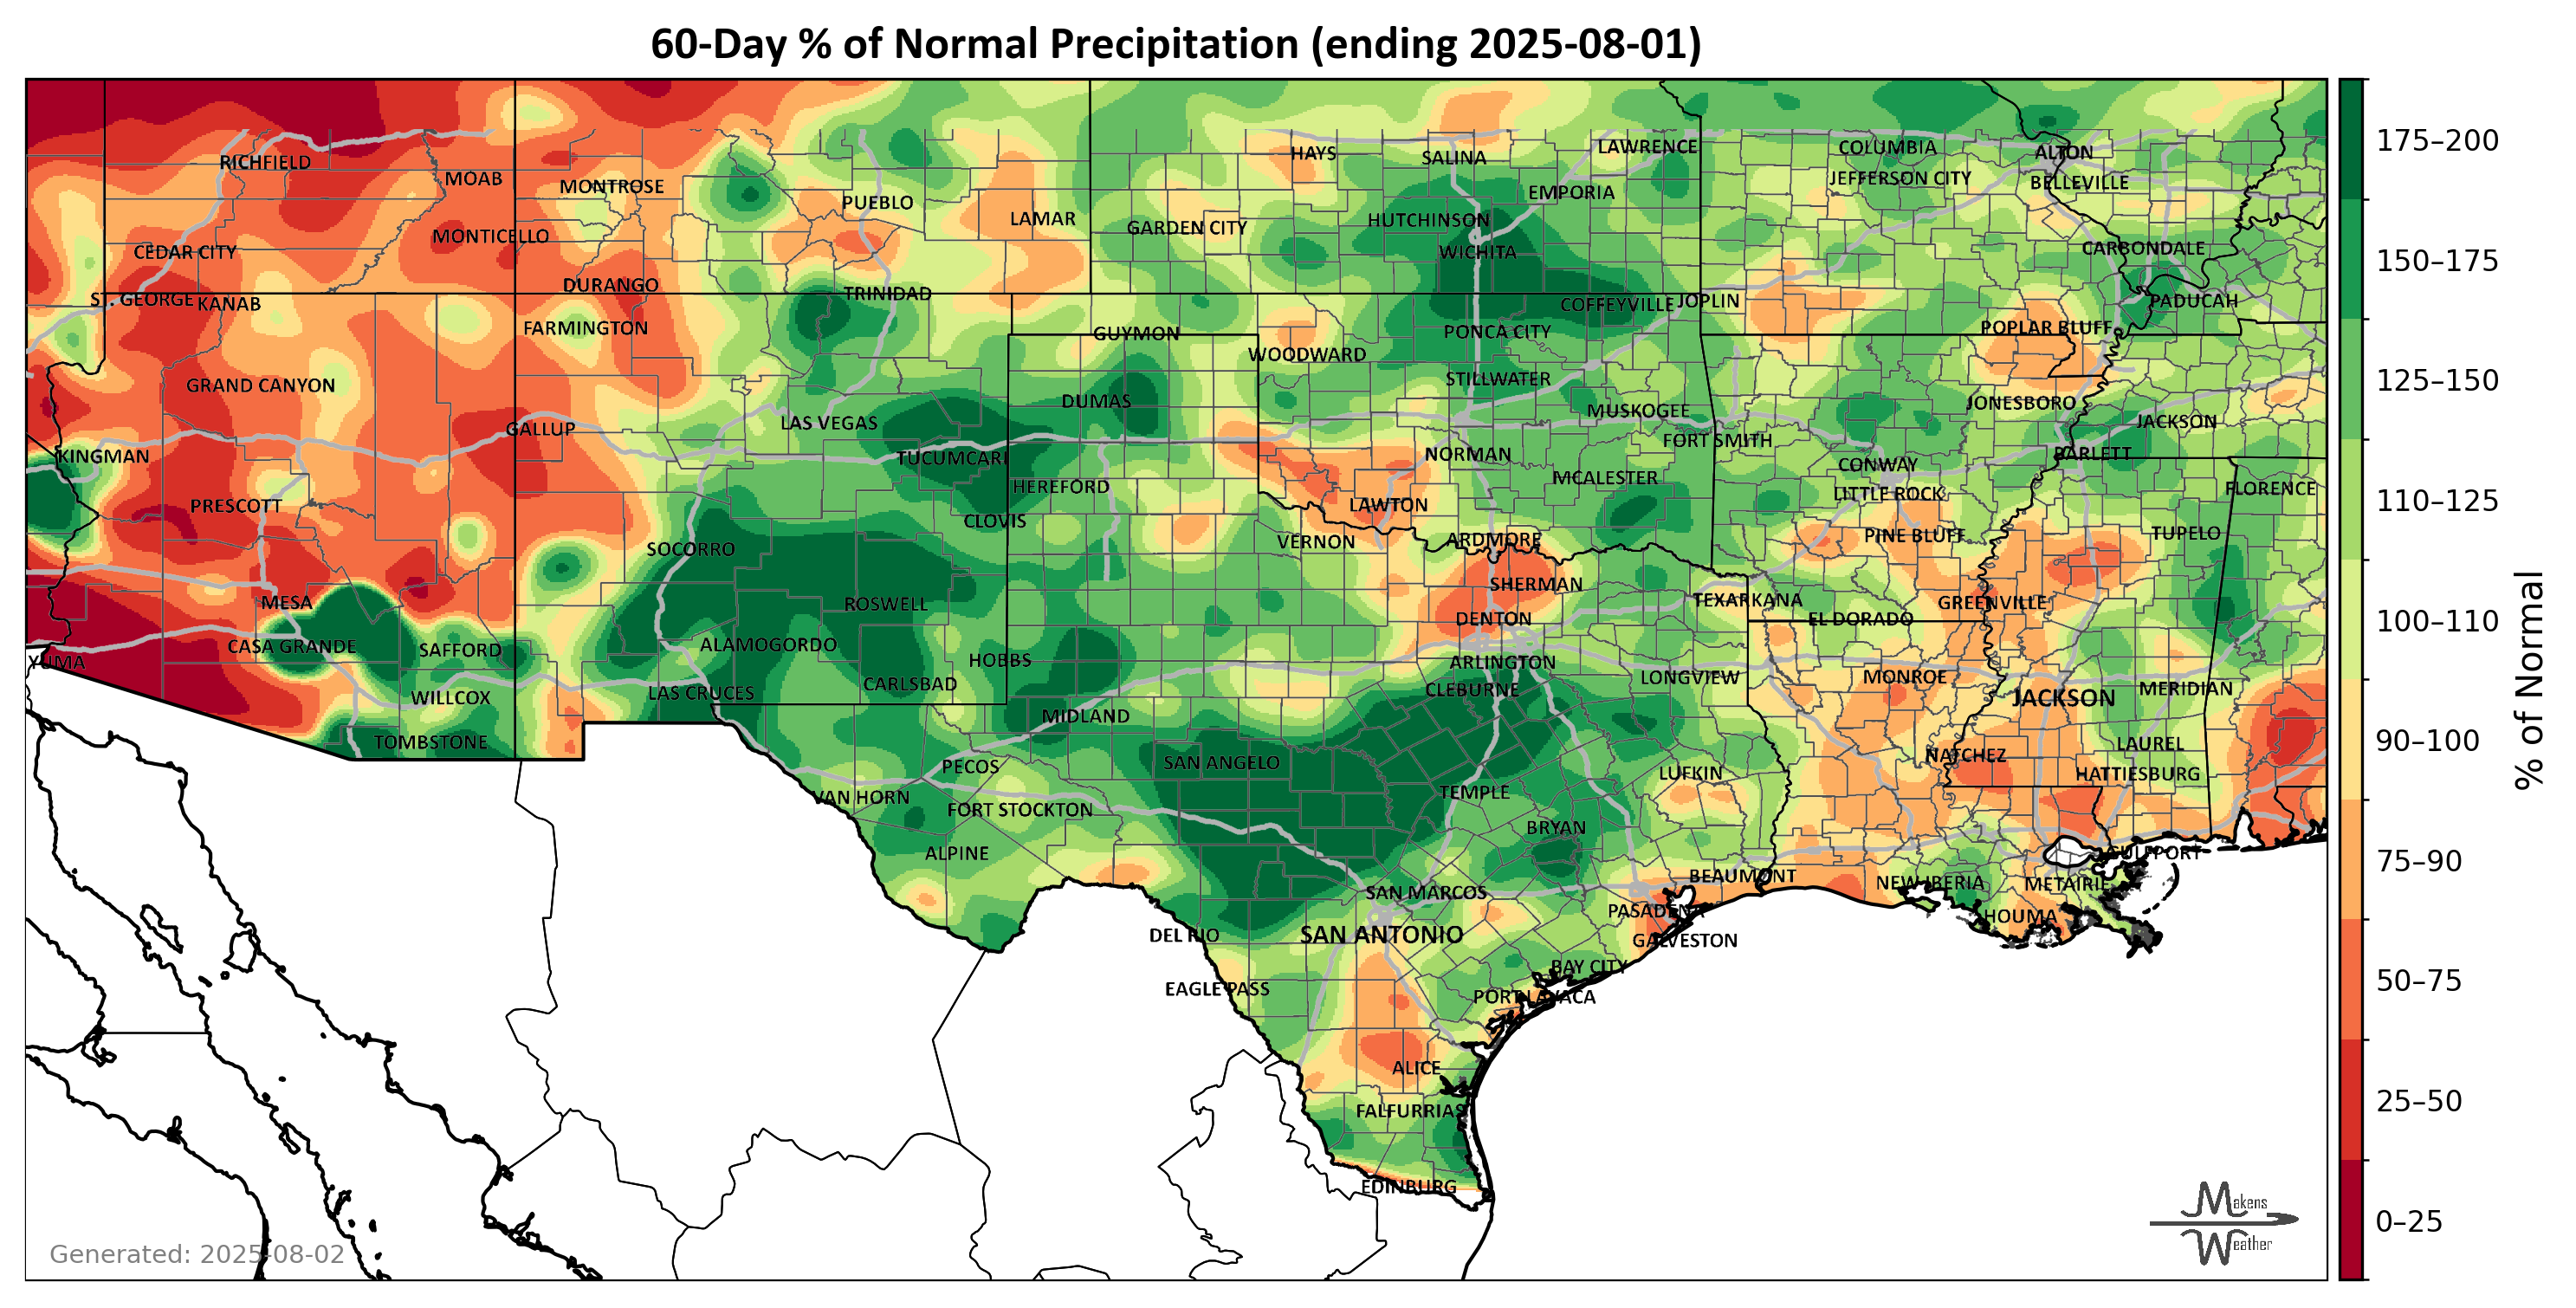 60-Day % of Normal Precipitation (ending 2025-08-01)
RICHFIELD
MOAB
MONTROSE
PUEBLO
LAMAR
HAYS
SALINA
LAWRENCE
COLUMBIA
ALTON
EMPORIA
JEFFERSON CITY
BELLEVILLE
MONTICELLO
GARDEN CITY
HUTCHINSON
CEDAR CITY
WICHITA
CARBONDALE
DURANGO
TRINIDAD
ST. GEORGE
KANAB
COFFEYVILLE
JOPLIN
PADUCAH
FARMINGTON
GUYMON
PONCA CITY
POPLAR BLUFF
WOODWARD
GRAND CANYON
DUMAS
STILLWATER
JONESBORO
LAS VEGAS
MUSKOGEE
JACKSON
GALLUP
FORT SMITH
KINGMAN
TUCUMCARI
NORMAN
CONWAY
BARLETT
HEREFORD
MCALESTER
LITTLE ROCK
FLORENCE
PRESCOTT
CLOVIS
LAWTON
PINE BLUFF
TUPELO
SOCORRO
VERNON
ARDMORE
SHERMAN
MESA
ROSWELL
TEXARKANA
GREENVILLE
DENTON
EL DORADO
CASA GRANDE
SAFFORD
ALAMOGORDO
HOBBS
ARLINGTON
YUMA
WILLCOX
LAS CRUCES
CARLSBAD
CLEBURNE
LONGVIEW
MONROE
JACKSON
MERIDIAN
MIDLAND
TOMBSTONE
PECOS
SAN ANGELO
LUFKIN
NATCHEZ
LAUREL
HATTIESBURG
VAN HORN
FORT STOCKTON
TEMPLE
BRYAN
ALPINE
GULFPORT
SAN MARCOS
BEAUMONT
NEW IBERIA
METAIRIE
PASADENA
HOUMA
DEL RIO
SAN ANTONIO
GALVESTON
EAGLE PASS
BAY CITY
PORT LAVACA
ALICE
FALFURRIAS
EDINBURG
Generated: 2025-08-02
Makens
Weather
175–200
150–175
125–150
110–125
100–110
90–100
75–90
50–75
25–50
0–25
% of Normal